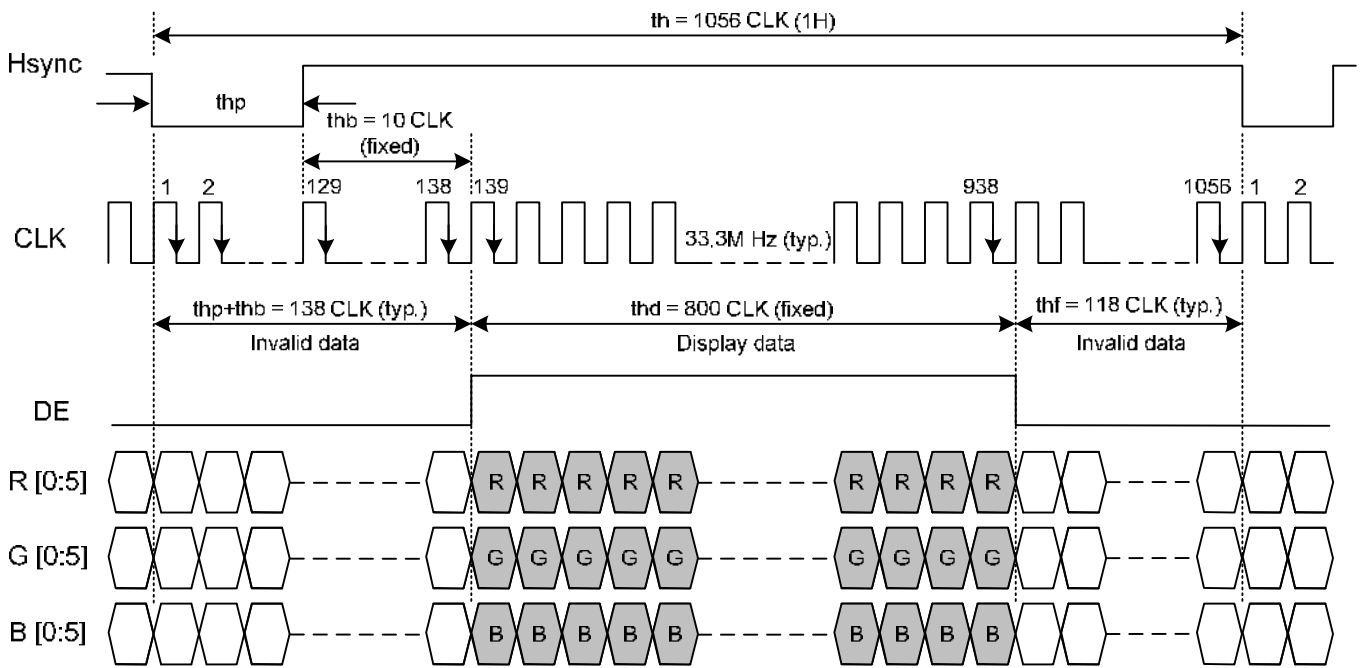 th = 1056 CLK (1H)
Hsync
thp
thb = 10 CLK
(fixed)
1 2 129 138 139 938 1056 1 2
CLK
33,3M Hz (typ.)
thp+thb = 138 CLK (typ.) thd = 800 CLK (fixed) thf = 118 CLK (typ.)
Invalid data Display data Invalid data
DE
R [0:5] R R R R R R R R R
G [0:5] G G G G G G G G G
B [0:5] B B B B B B B B B